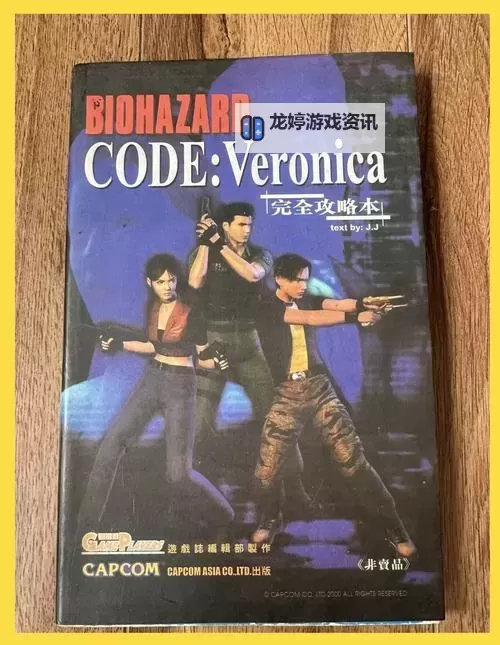 BIOHAZARD
龙婷游戏资讯
CODE:Veronica
完全攻略本
text by: J.J
GAME PLAYERS 遊戲誌編輯部製作
CAPCOM CAPCOM ASIA CO.,LTD.出版
《非賣品》
© CAPCOM CO., LTD 2000 ALL RIGHTS RESERVED